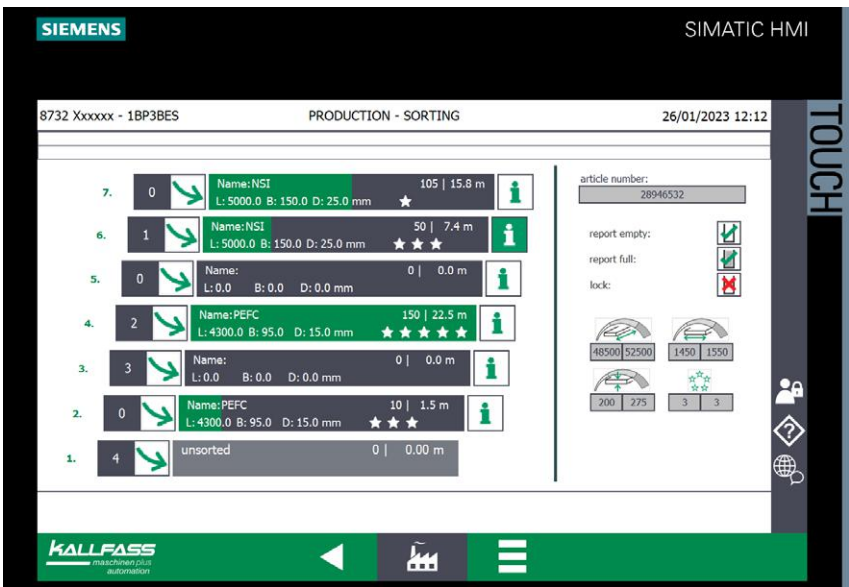 SIEMENS
SIMATIC HMI
TOUCH
8732 Xxxxxx - 1BP3BES
PRODUCTION - SORTING
26/01/2023 12:12
7. 0 Name:NSI 105 | 15.8 m
L: 5000.0 B: 150.0 D: 25.0 mm
6. 1 Name:NSI 50 | 7.4 m
L: 5000.0 B: 150.0 D: 25.0 mm
5. 0 Name: 0 | 0.0 m
L: 0.0 B: 0.0 D: 0.0 mm
4. 2 Name:PEFC 150 | 22.5 m
L: 4300.0 B: 95.0 D: 15.0 mm
3. 3 Name: 0 | 0.0 m
L: 0.0 B: 0.0 D: 0.0 mm
2. 0 Name:PEFC 10 | 1.5 m
L: 4300.0 B: 95.0 D: 15.0 mm
1. 4 unsorted 0 | 0.00 m
article number:
28946532
report empty:
report full:
lock:
48500 52500 1450 1550
200 275 3 3
KALLFASS
maschinen plus
automation